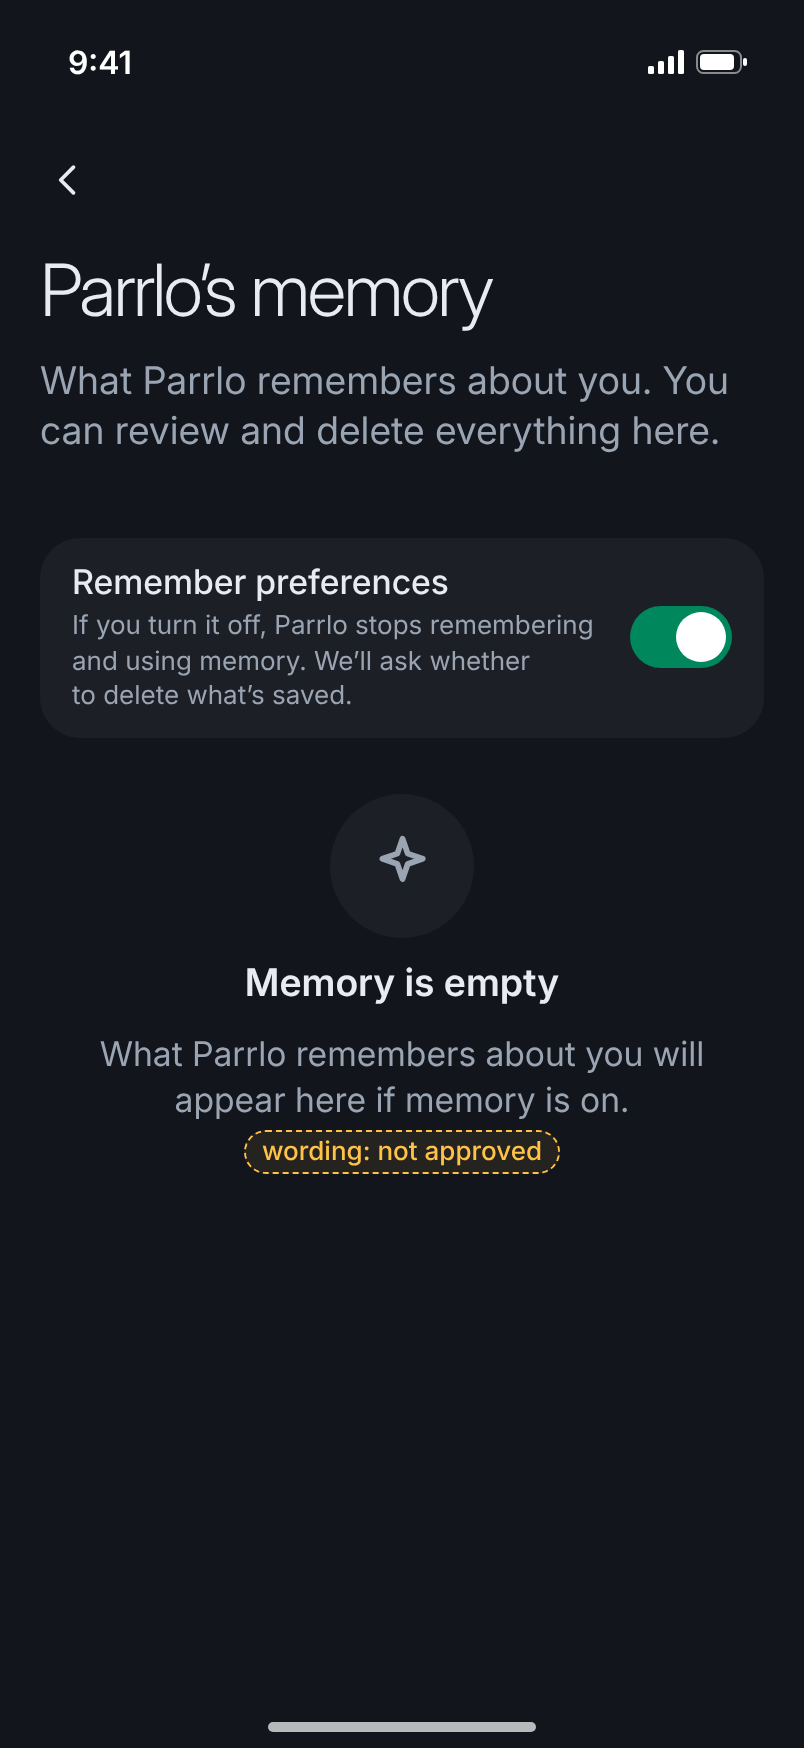 9:41
Parrlo’s memory
What Parrlo remembers about you. You
can review and delete everything here.
Remember preferences
If you turn it off, Parrlo stops remembering
and using memory. We’ll ask whether
to delete what’s saved.
Memory is empty
What Parrlo remembers about you will
appear here if memory is on.
wording: not approved